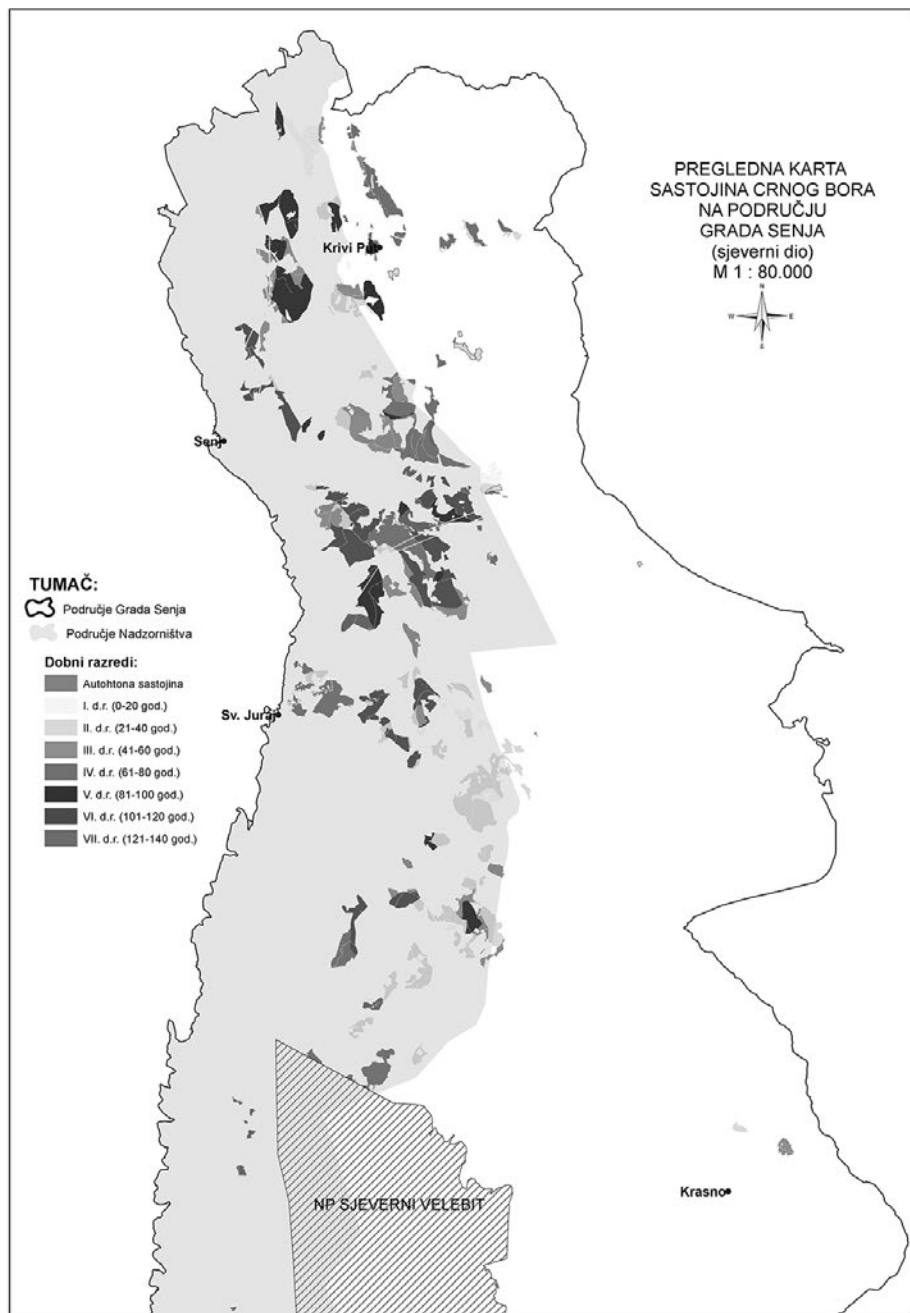 PREGLEDNA KARTA
SASTOJINA CRNOG BORA
NA PODRUČJU
GRADA SENJA
(sjeverni dio)
M 1 : 80.000
N
W E
S
Krivi Put
Senj
TUMAČ:
Područje Grada Senja
Područje Nadzorništva
Dobni razredi:
Autohtona sastojina
I. d.r. (0-20 god.)
II. d.r. (21-40 god.)
III. d.r. (41-60 god.)
IV. d.r. (61-80 god.)
V. d.r. (81-100 god.)
VI. d.r. (101-120 god.)
VII. d.r. (121-140 god.)
Sv. Juraj
NP SJEVERNI VELEBIT
Krasno